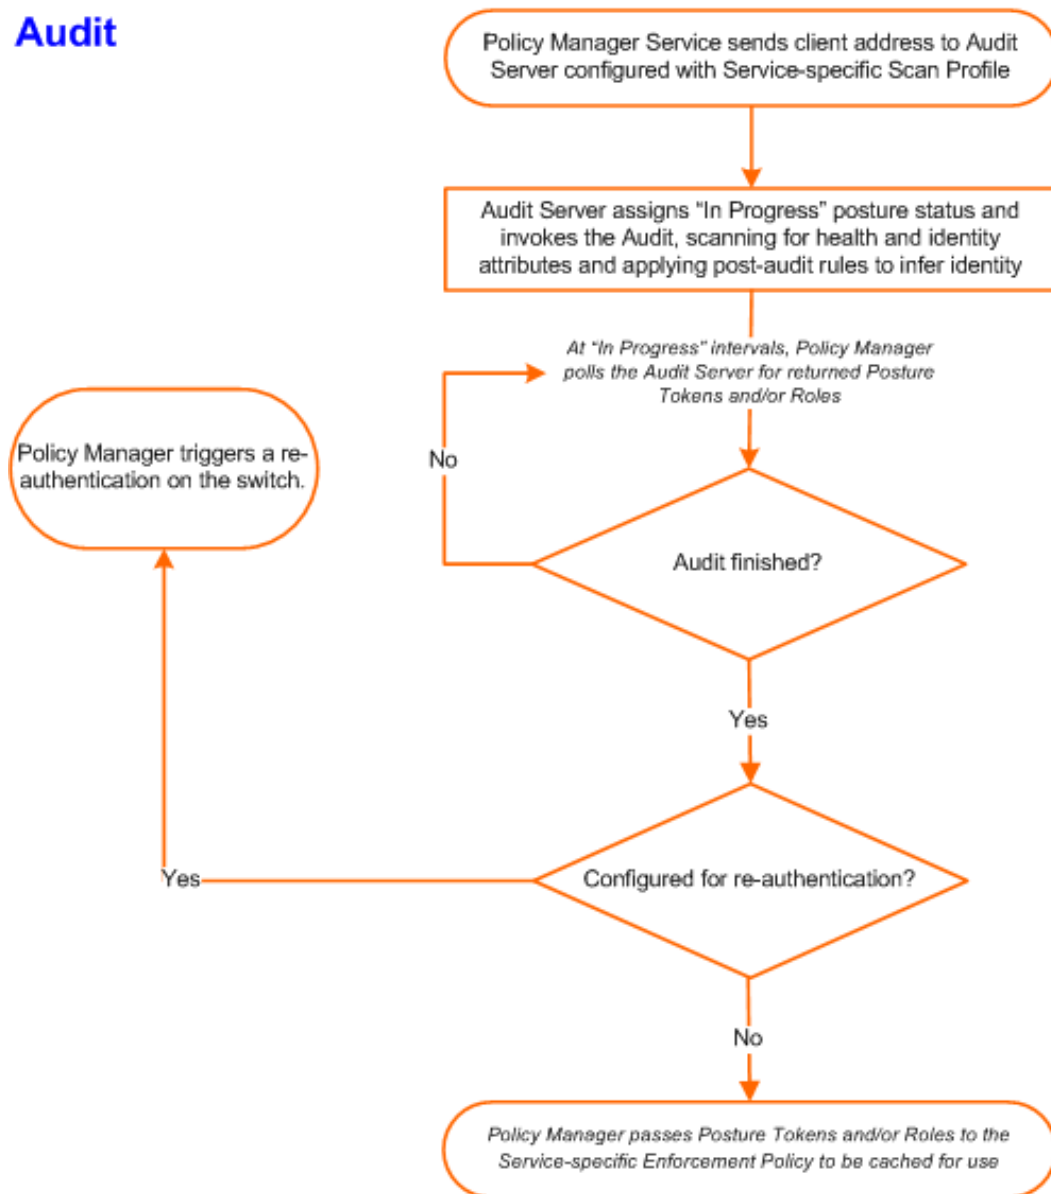 Audit
Policy Manager Service sends client address to Audit
Server configured with Service-specific Scan Profile
Audit Server assigns “In Progress” posture status and
invokes the Audit, scanning for health and identity
attributes and applying post-audit rules to infer identity
At “In Progress” intervals, Policy Manager
polls the Audit Server for returned Posture
Tokens and/or Roles
Policy Manager triggers a re-
authentication on the switch.
No
Audit finished?
Yes
Configured for re-authentication?
Yes
No
Policy Manager passes Posture Tokens and/or Roles to the
Service-specific Enforcement Policy to be cached for use